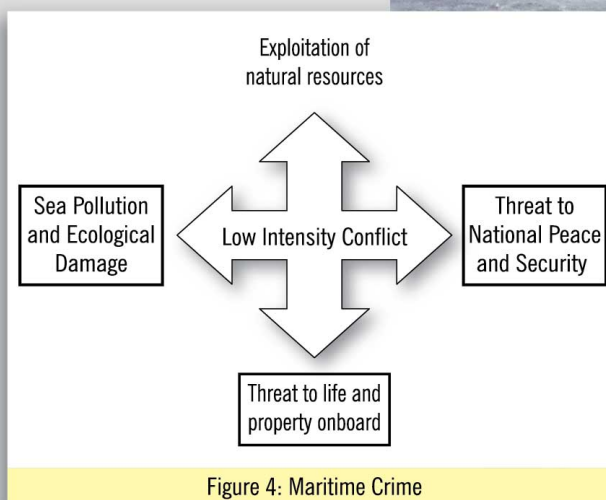 Exploitation of
natural resources
Sea Pollution
and Ecological
Damage
Low Intensity Conflict
Threat to
National Peace
and Security
Threat to life and
property onboard
Figure 4: Maritime Crime